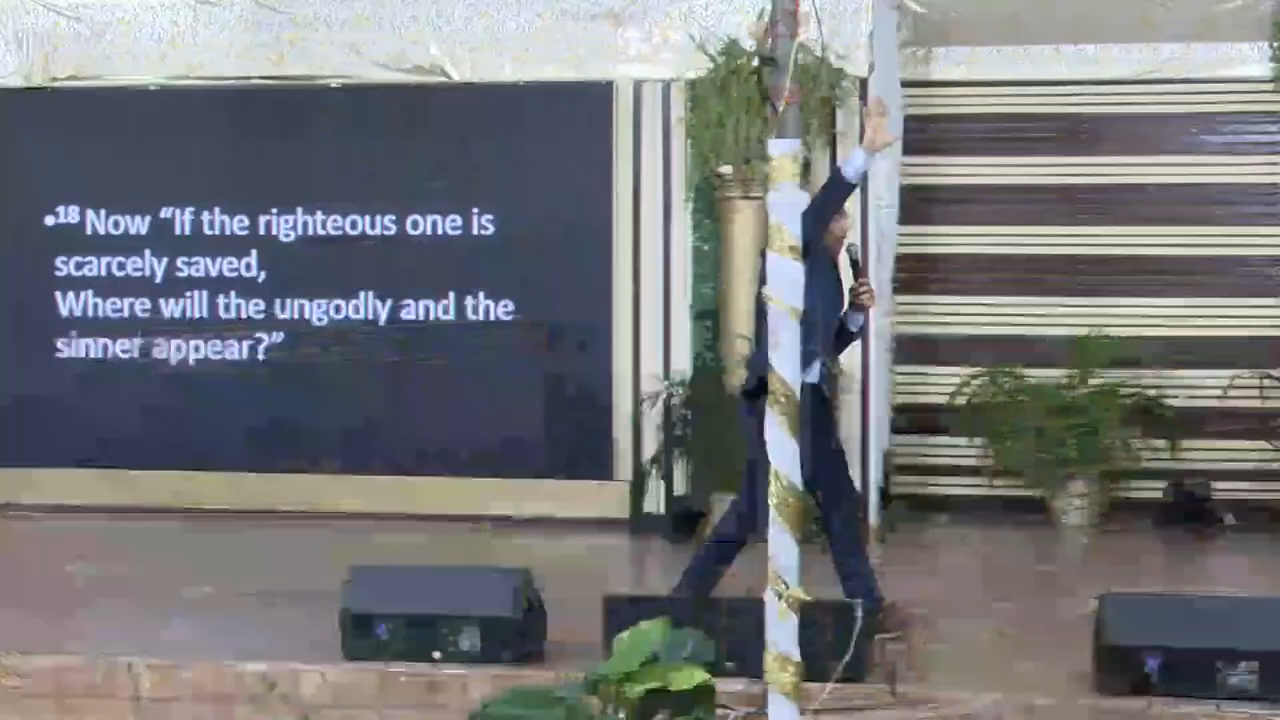 •18 Now “If the righteous one is
scarcely saved,
Where will the ungodly and the
sinner appear?”